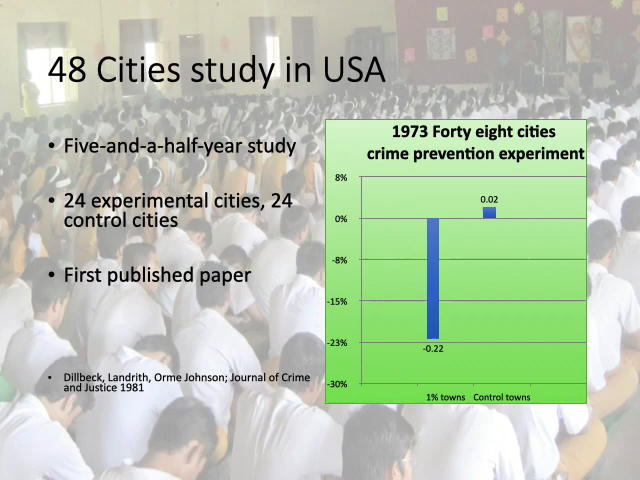 48 Cities study in USA
• Five-and-a-half-year study
• 24 experimental cities, 24
control cities
• First published paper
• Dillbeck, Landrith, Orme Johnson; Journal of Crime
and Justice 1981
1973 Forty eight cities
crime prevention experiment
8%
0.02
0%
-8%
-15%
-23%
-0.22
-30%
1% towns Control towns